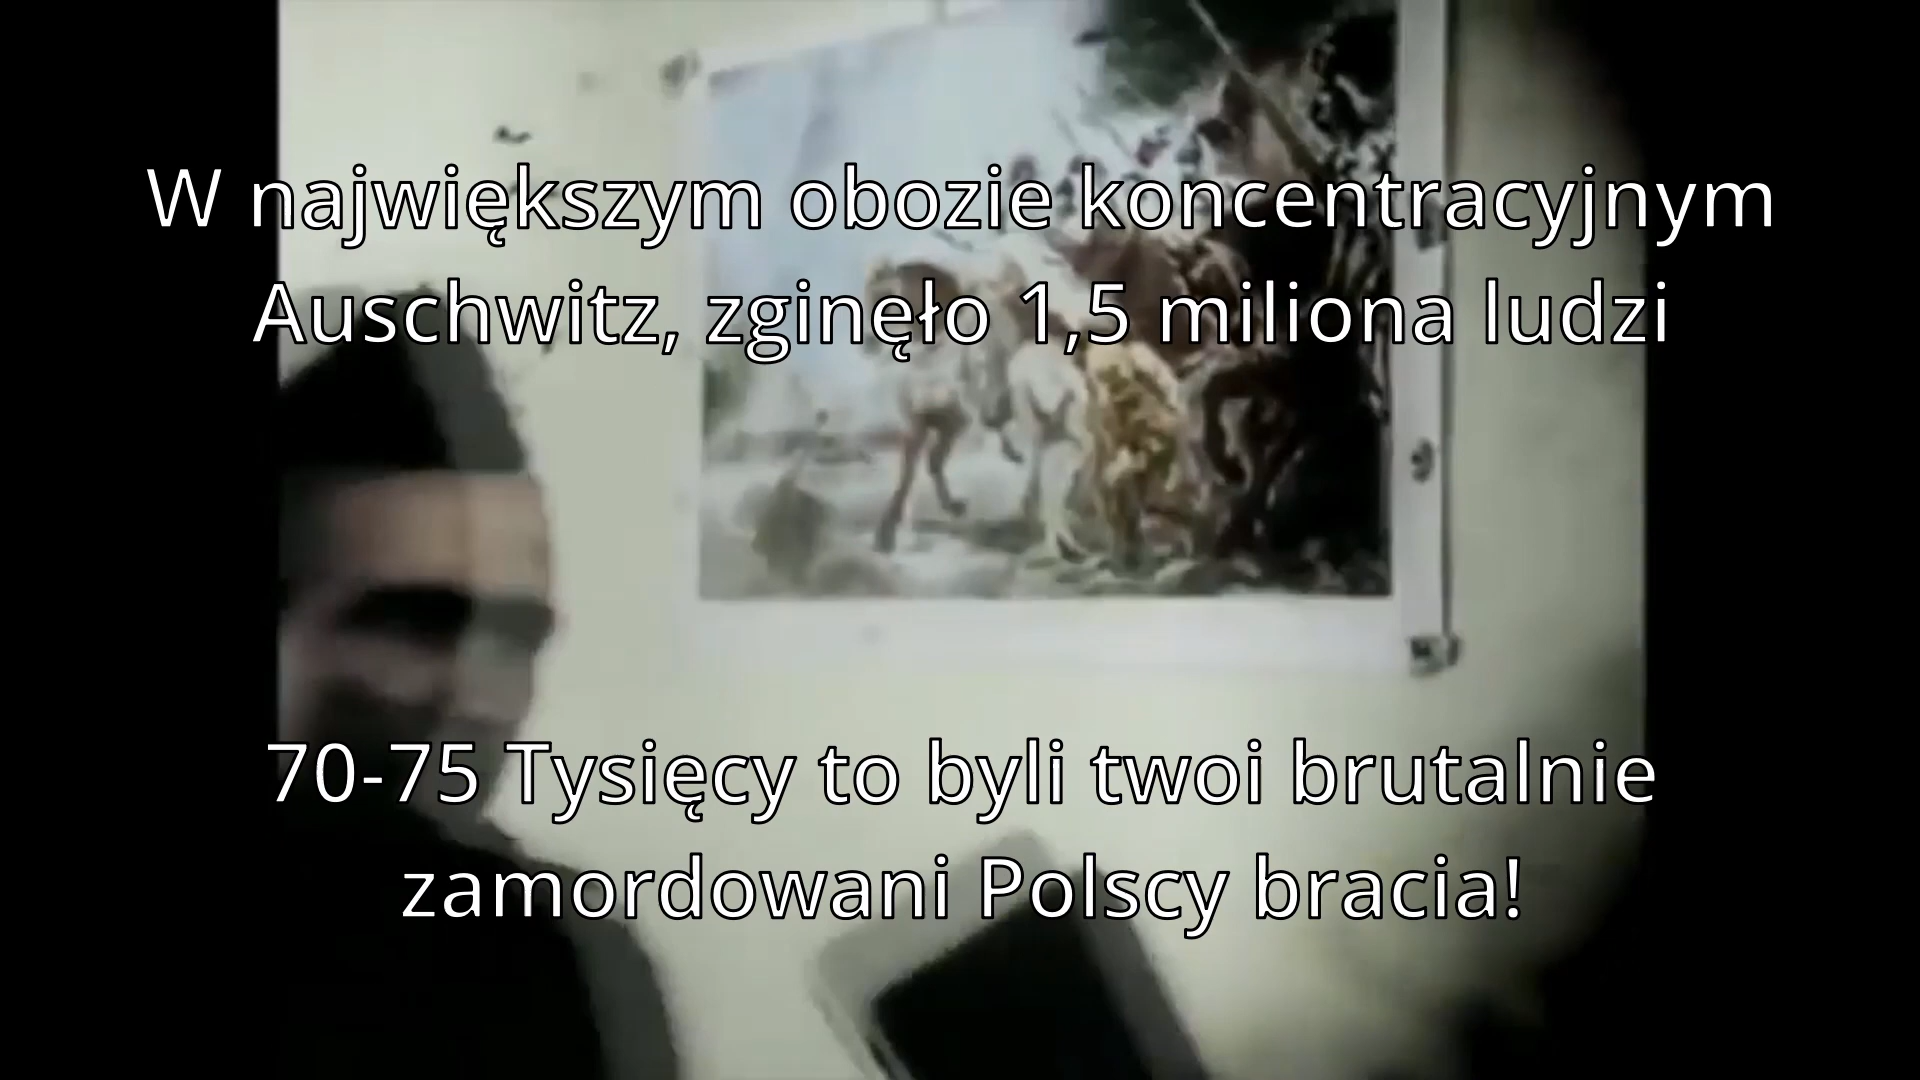 W największym obozie koncentracyjnym
Auschwitz, zginęło 1,5 miliona ludzi
70-75 Tysięcy to byli twoi brutalnie
zamordowani Polscy bracia!